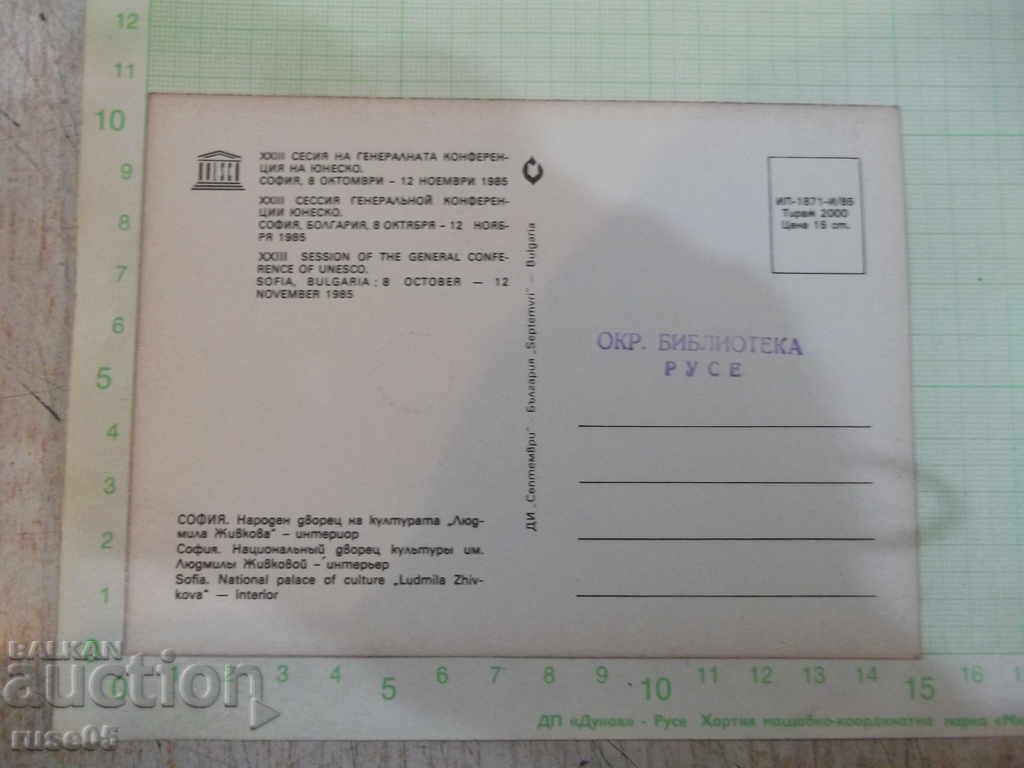 12
11
10
9
8
7
6
5
4
3
2
1
0
UNESCO
XXIII СЕСИЯ НА ГЕНЕРАЛНАТА КОНФЕРЕН-
ЦИЯ НА ЮНЕСКО.
СОФИЯ, 8 ОКТОМВРИ – 12 НОЕМВРИ 1985
XXIII СЕССИЯ ГЕНЕРАЛЬНОЙ КОНФЕРЕН-
ЦИИ ЮНЕСКО.
СОФИЯ, БОЛГАРИЯ, 8 ОКТЯБРЯ – 12 НОЯБ-
РЯ 1985
XXIII SESSION OF THE GENERAL CONFE-
RENCE OF UNESCO.
SOFIA, BULGARIA; 8 OCTOBER — 12
NOVEMBER 1985
СОФИЯ. Народен дворец на културата „Люд-
мила Живкова" – интериор
София. Национальный дворец культуры им.
Людмилы Живковой – интерьер
Sofia. National palace of culture „Ludmila Zhiv-
kova" — interior
ДИ „Септември" - България „Septemvri" — Bulgaria
ИП-1871-И/85
Тираж 2000
Цена 15 ст.
ОКР. БИБЛИОТЕКА
РУСЕ
0 1 2 3 4 5 6 7 8 9 10 11 12 13 14 15 16
ДП «Дунав» - Русе Хартия мащабно-координатна марка
BALKAN
auction
ruse05